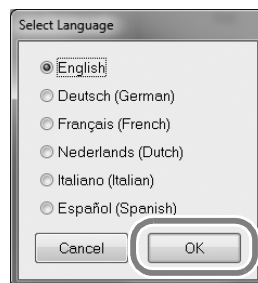 Select Language
English
Deutsch (German)
Français (French)
Nederlands (Dutch)
Italiano (Italian)
Español (Spanish)
Cancel OK